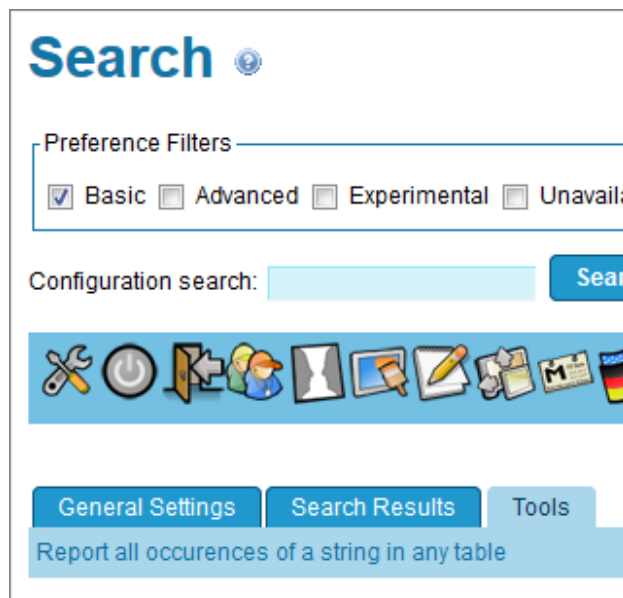 Search
Preference Filters
Basic Advanced Experimental
Configuration search:
General Settings Search Results Tools
Report all occurences of a string in any table